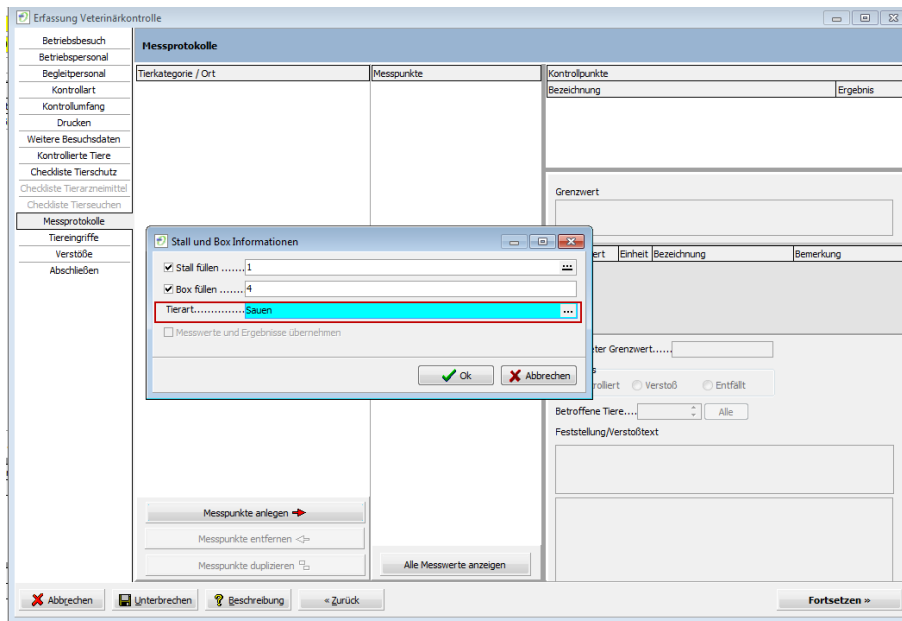 Erfassung Veterinärkontrolle
Betriebsbesuch
Betriebspersonal
Begleitpersonal
Kontrollart
Kontrollumfang
Drucken
Weitere Besuchsdaten
Kontrollierte Tiere
Checkliste Tierschutz
Checkliste Tierarzneimittel
Checkliste Tierseuchen
Messprotokolle
Tiereingriffe
Verstöße
Abschließen
Messprotokolle
Tierkategorie / Ort
Messpunkte
Kontrollpunkte
Bezeichnung Ergebnis
Grenzwert
ert Einheit Bezeichnung Bemerkung
Stall und Box Informationen
Stall füllen .......1 ...
Box füllen .......4
Tierart...............Sauen ...
Messwerte und Ergebnisse übernehmen
Ok Abbrechen
eter Grenzwert......
s
rolliert Verstoß Entfällt
Betroffene Tiere.... Alle
Feststellung/Verstoßtext
Messpunkte anlegen
Messpunkte entfernen
Messpunkte duplizieren
Alle Messwerte anzeigen
Abbrechen Unterbrechen Beschreibung « Zurück Fortsetzen »